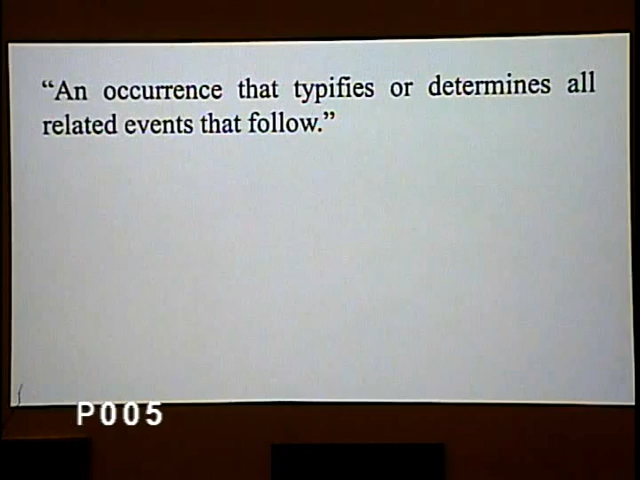 “An occurrence that typifies or determines all
related events that follow.”
P005